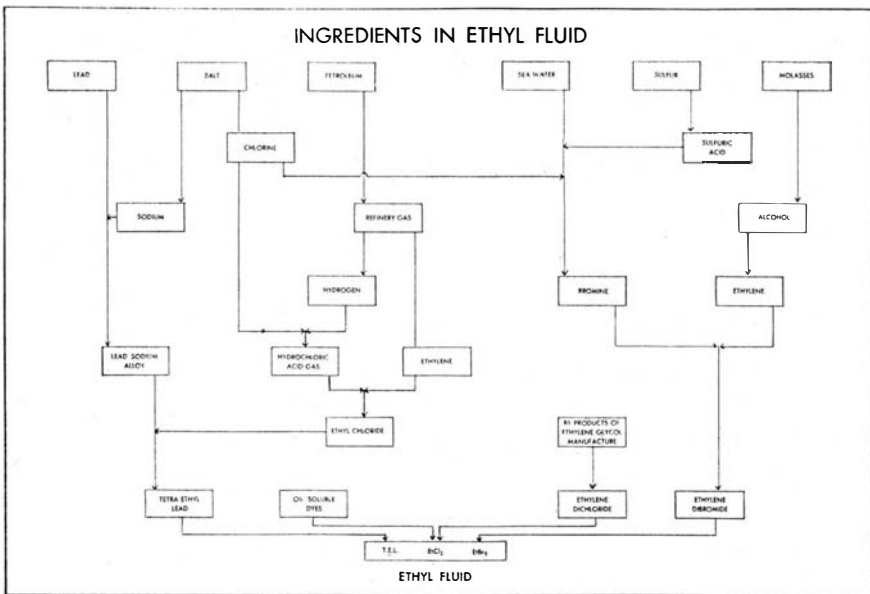 INGREDIENTS IN ETHYL FLUID
LEAD
SALT
PETROLEUM
SEA WATER
SULFUR
MOLASSES
CHLORINE
SULFURIC
ACID
SODIUM
REFINERY GAS
ALCOHOL
HYDROGEN
BROMINE
ETHYLENE
LEAD SODIUM
ALLOY
HYDROCHLORIC
ACID GAS
ETHYLENE
ETHYL CHLORIDE
BY PRODUCTS OF
ETHYLENE GLYCOL
MANUFACTURE
TETRA ETHYL
LEAD
OIL SOLUBLE
DYES
ETHYLENE
DICHLORIDE
ETHYLENE
DIBROMIDE
T.E.L. EtCl₂ EtBr₂
ETHYL FLUID